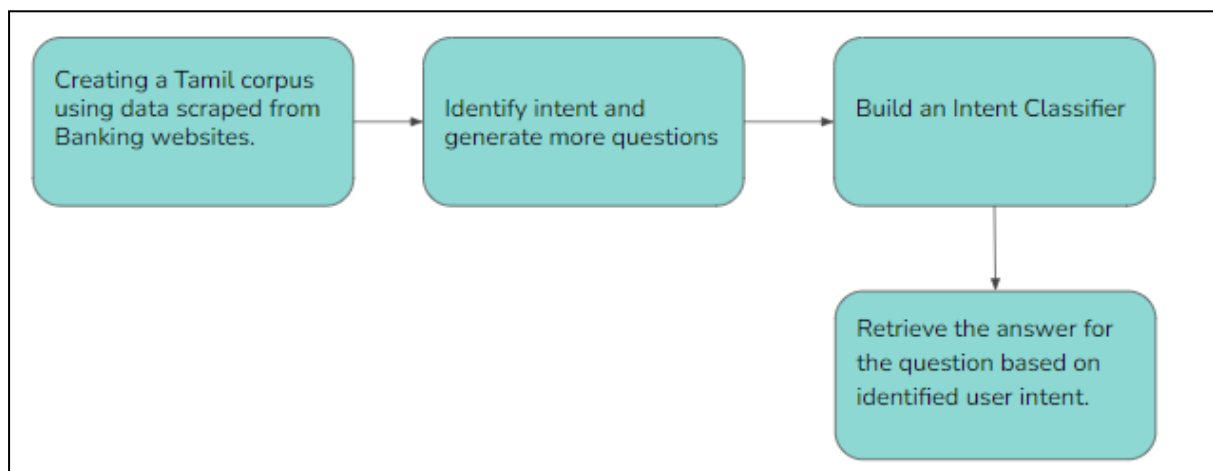 Creating a Tamil corpus
using data scraped from
Banking websites.
Identify intent and
generate more questions
Build an Intent Classifier
Retrieve the answer for
the question based on
identified user intent.